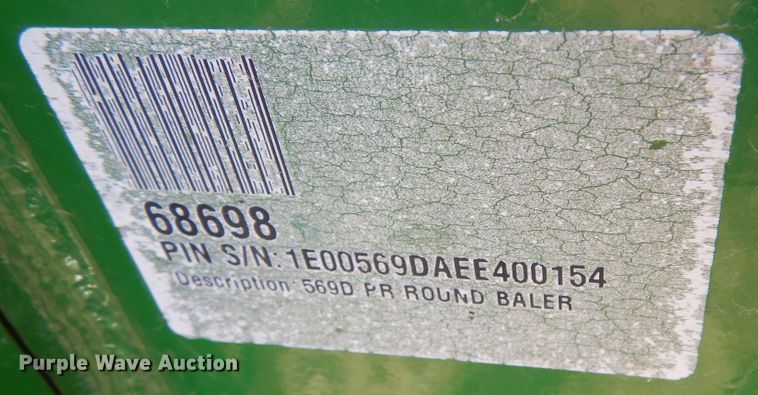 68698
PIN S/N: 1E00569DAEE400154
Description: 569D PR ROUND BALER
Purple Wave Auction